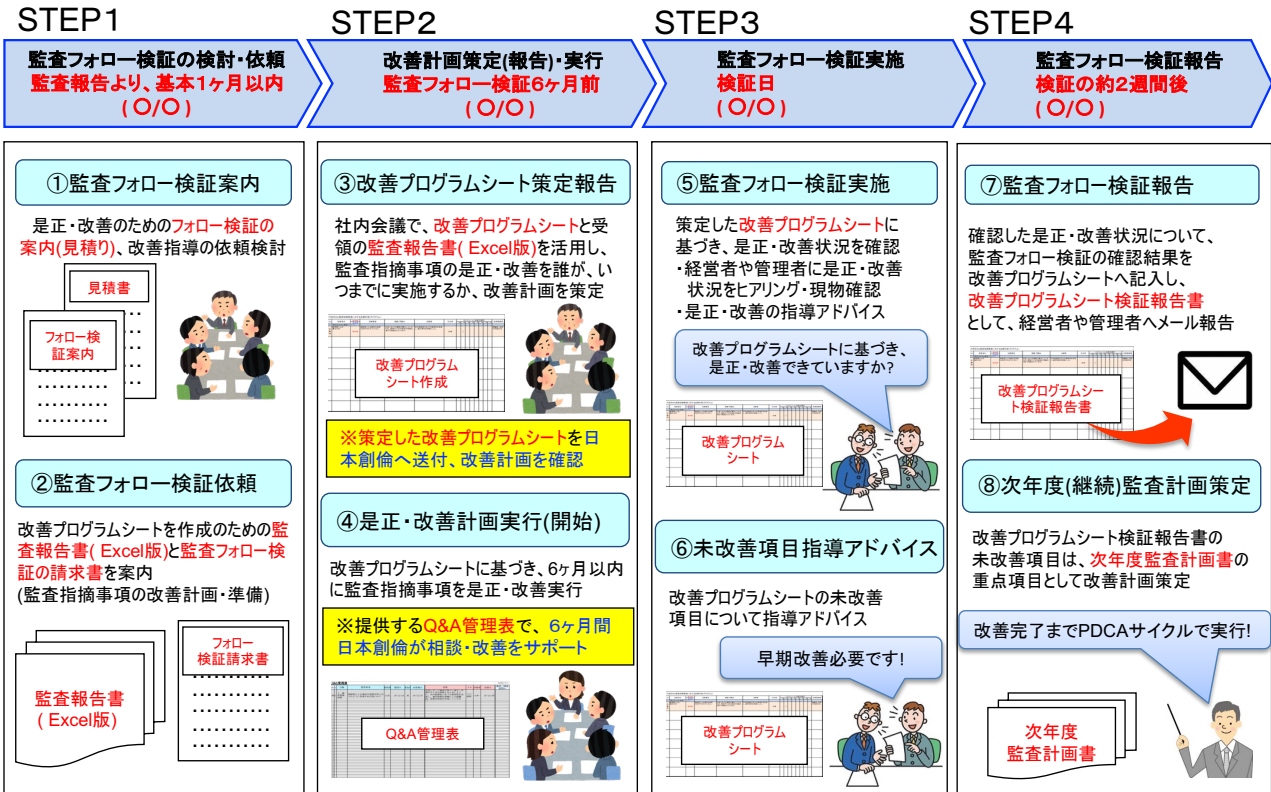 STEP1
監査フォロー検証の検討・依頼
監査報告より、基本1ヶ月以内
(〇/〇)
①監査フォロー検証案内
是正・改善のためのフォロー検証の
案内(見積り)、改善指導の依頼検討
見積書
フォロー検
証案内
②監査フォロー検証依頼
改善プログラムシートを作成のための監
査報告書( Excel版)と監査フォロー検
証の請求書を案内
(監査指摘事項の改善計画・準備)
監査報告書
( Excel版)
フォロー
検証請求書
STEP2
改善計画策定(報告)・実行
監査フォロー検証6ヶ月前
(〇/〇)
③改善プログラムシート策定報告
社内会議で、改善プログラムシートと受
領の監査報告書( Excel版)を活用し、
監査指摘事項の是正・改善を誰が、い
つまでに実施するか、改善計画を策定
改善プログラム
シート作成
※策定した改善プログラムシートを日
本創倫へ送付、改善計画を確認
④是正・改善計画実行(開始)
改善プログラムシートに基づき、6ヶ月以内
に監査指摘事項を是正・改善実行
※提供するQ&A管理表で、6ヶ月間
日本創倫が相談・改善をサポート
Q&A管理表
STEP3
監査フォロー検証実施
検証日
(〇/〇)
⑤監査フォロー検証実施
策定した改善プログラムシートに
基づき、是正・改善状況を確認
・経営者や管理者に是正・改善
状況をヒアリング・現物確認
・是正・改善の指導アドバイス
改善プログラムシートに基づき、
是正・改善できていますか?
改善プログラム
シート
⑥未改善項目指導アドバイス
改善プログラムシートの未改善
項目について指導アドバイス
早期改善必要です!
改善プログラム
シート
STEP4
監査フォロー検証報告
検証の約2週間後
(〇/〇)
⑦監査フォロー検証報告
確認した是正・改善状況について、
監査フォロー検証の確認結果を
改善プログラムシートへ記入し、
改善プログラムシート検証報告書
として、経営者や管理者へメール報告
改善プログラムシー
ト検証報告書
⑧次年度(継続)監査計画策定
改善プログラムシート検証報告書の
未改善項目は、次年度監査計画書の
重点項目として改善計画策定
改善完了までPDCAサイクルで実行!
次年度
監査計画書